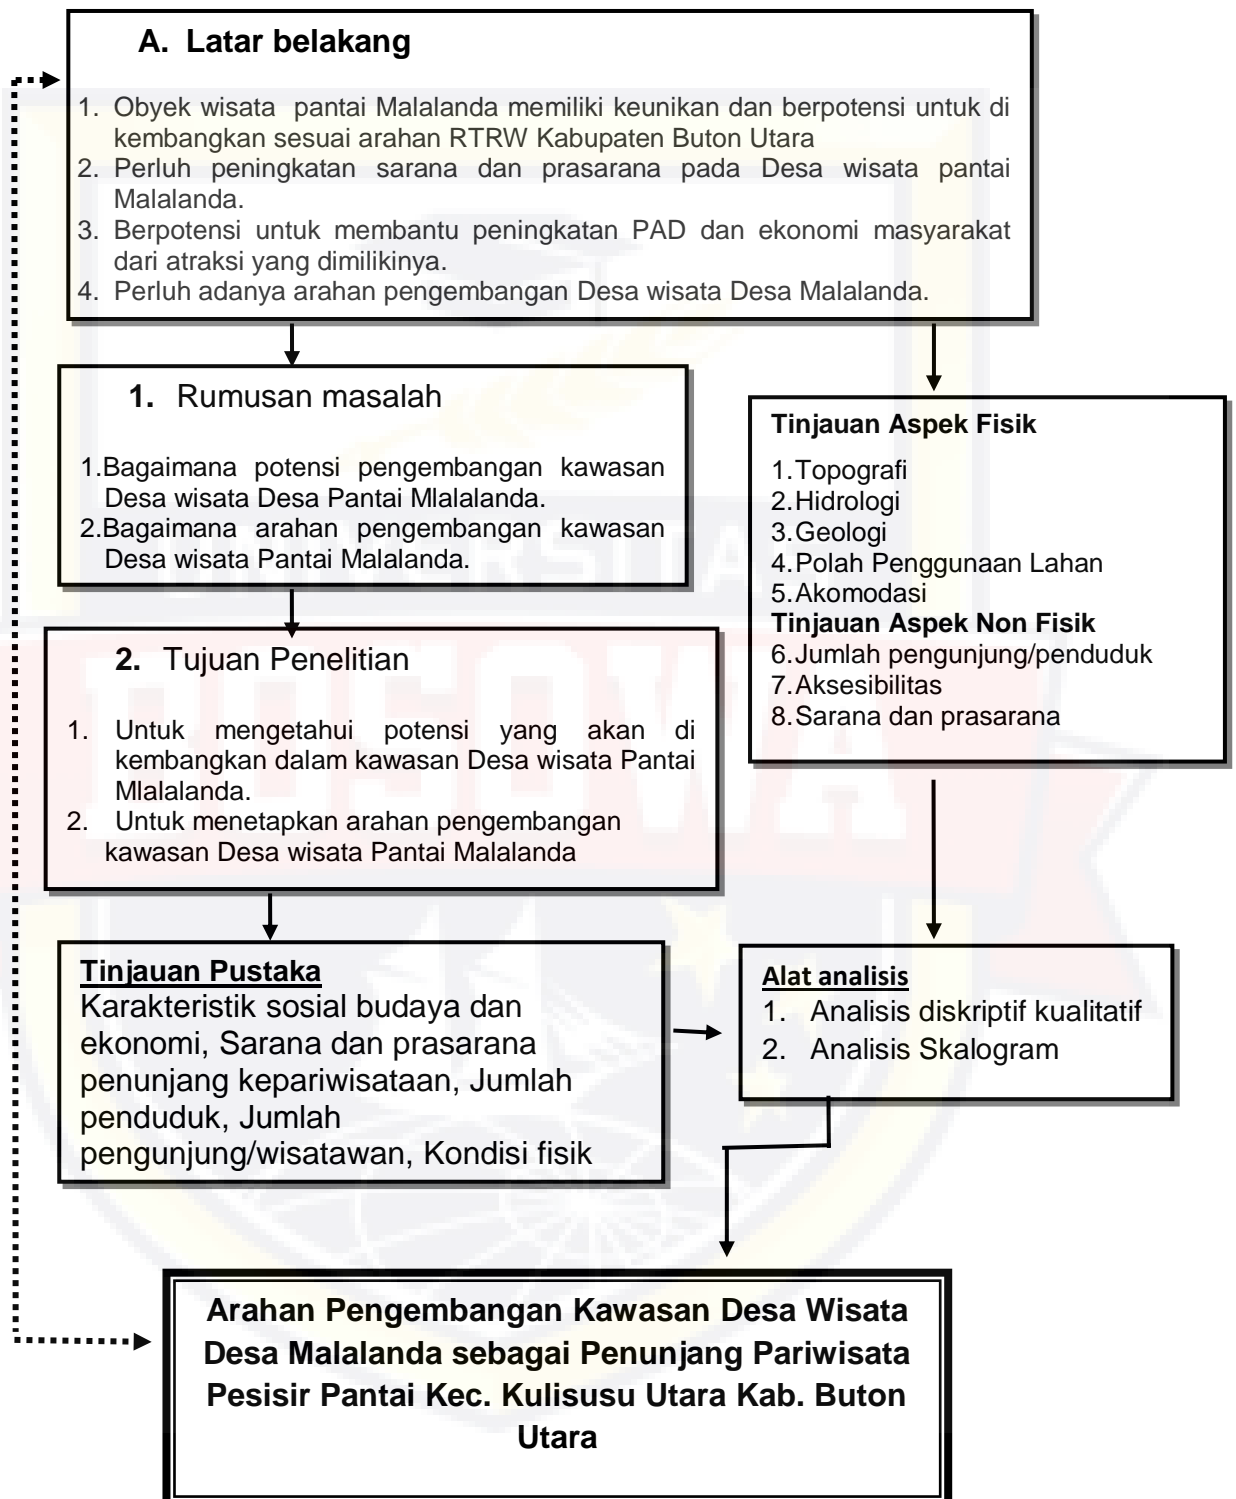 A. Latar belakang
1. Obyek wisata pantai Malalanda memiliki keunikan dan berpotensi untuk di
kembangkan sesuai arahan RTRW Kabupaten Buton Utara
2. Perluh peningkatan sarana dan prasarana pada Desa wisata pantai
Malalanda.
3. Berpotensi untuk membantu peningkatan PAD dan ekonomi masyarakat
dari atraksi yang dimilikinya.
4. Perluh adanya arahan pengembangan Desa wisata Desa Malalanda.
1. Rumusan masalah
1.Bagaimana potensi pengembangan kawasan
Desa wisata Desa Pantai Mlalalanda.
2.Bagaimana arahan pengembangan kawasan
Desa wisata Pantai Malalanda.
Tinjauan Aspek Fisik
1.Topografi
2.Hidrologi
3.Geologi
4.Polah Penggunaan Lahan
5.Akomodasi
Tinjauan Aspek Non Fisik
6.Jumlah pengunjung/penduduk
7.Aksesibilitas
8.Sarana dan prasarana
2. Tujuan Penelitian
1. Untuk mengetahui potensi yang akan di
kembangkan dalam kawasan Desa wisata Pantai
Mlalalanda.
2. Untuk menetapkan arahan pengembangan
kawasan Desa wisata Pantai Malalanda
Tinjauan Pustaka
Karakteristik sosial budaya dan
ekonomi, Sarana dan prasarana
penunjang kepariwisataan, Jumlah
penduduk, Jumlah
pengunjung/wisatawan, Kondisi fisik
Alat analisis
1. Analisis diskriptif kualitatif
2. Analisis Skalogram
Arahan Pengembangan Kawasan Desa Wisata
Desa Malalanda sebagai Penunjang Pariwisata
Pesisir Pantai Kec. Kulisusu Utara Kab. Buton
Utara
UNIVERSITAS
BOSOWA